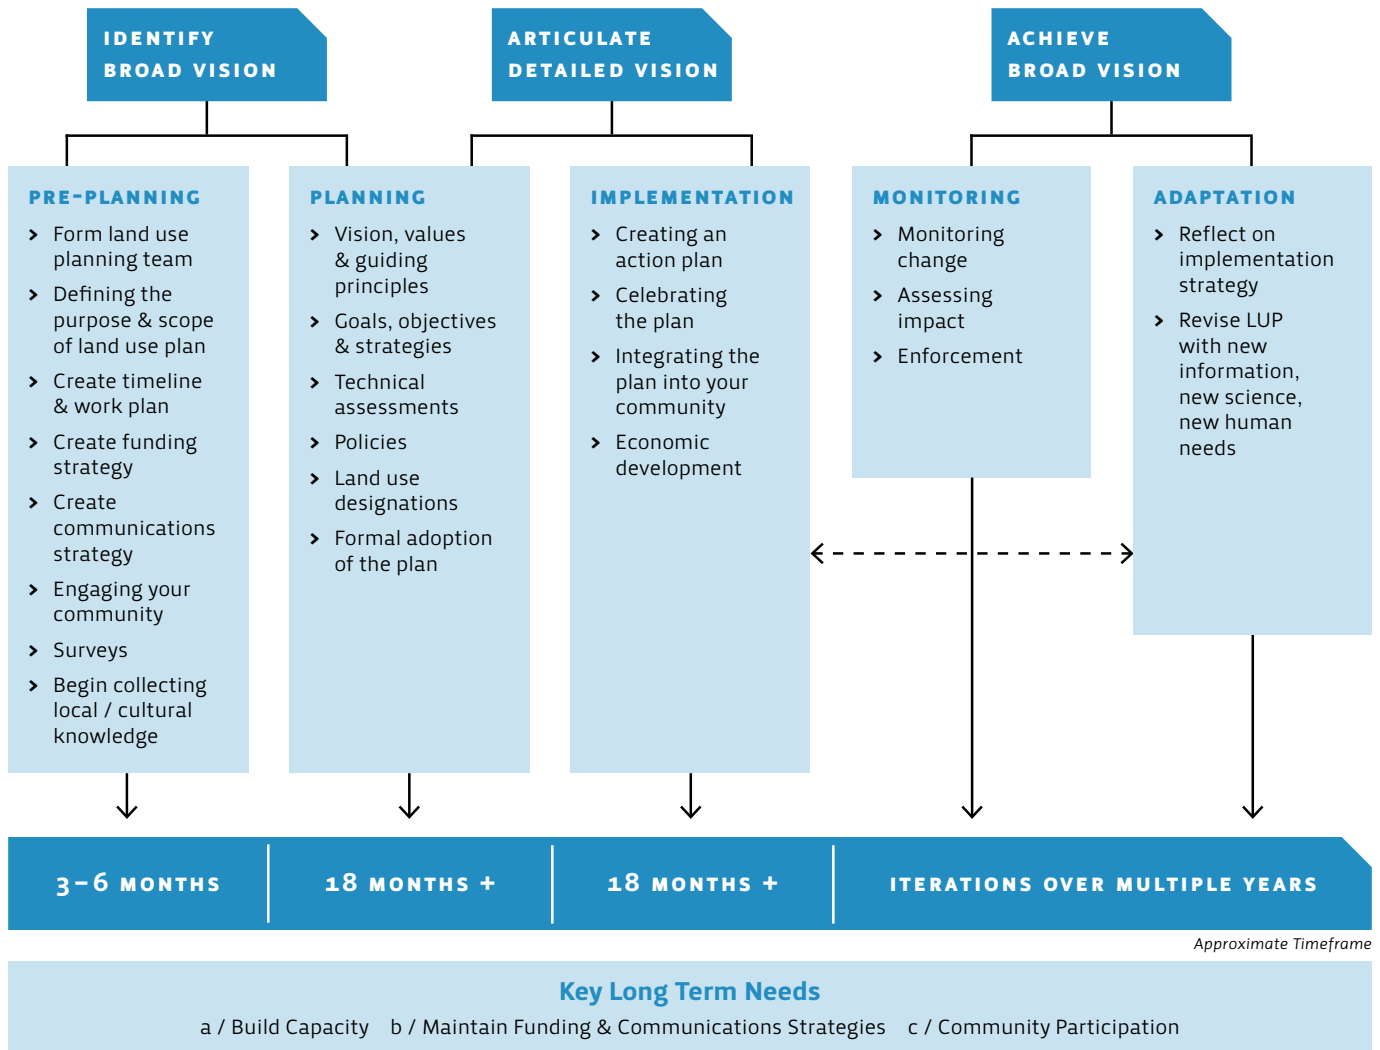 IDENTIFY
BROAD VISION
ARTICULATE
DETAILED VISION
ACHIEVE
BROAD VISION
PRE-PLANNING
> Form land use
planning team
> Defining the
purpose & scope
of land use plan
> Create timeline
& work plan
> Create funding
strategy
> Create
communications
strategy
> Engaging your
community
> Surveys
> Begin collecting
local / cultural
knowledge
PLANNING
> Vision, values
& guiding
principles
> Goals, objectives
& strategies
> Technical
assessments
> Policies
> Land use
designations
> Formal adoption
of the plan
IMPLEMENTATION
> Creating an
action plan
> Celebrating
the plan
> Integrating the
plan into your
community
> Economic
development
MONITORING
> Monitoring
change
> Assessing
impact
> Enforcement
ADAPTATION
> Reflect on
implementation
strategy
> Revise LUP
with new
information,
new science,
new human
needs
3–6 MONTHS
18 MONTHS +
18 MONTHS +
ITERATIONS OVER MULTIPLE YEARS
Approximate Timeframe
Key Long Term Needs
a / Build Capacity b / Maintain Funding & Communications Strategies c / Community Participation